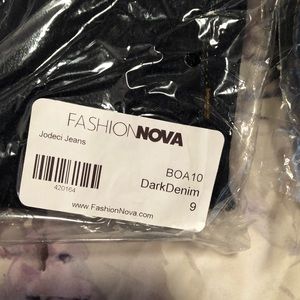 FASHIONNOVA
Jodeci Jeans
BOA10
DarkDenim
420164
9
www.FashionNova.com